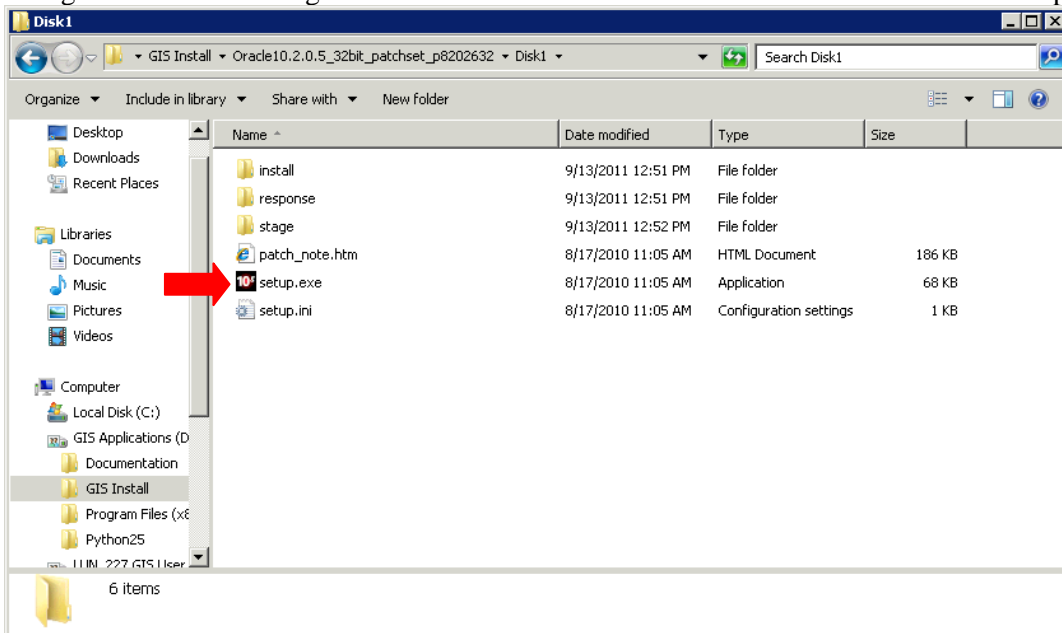 Disk1
GIS Install Oracle10.2.0.5_32bit_patchset_p8202632 Disk1 Search Disk1
Organize Include in library Share with New folder
Desktop Name Date modified Type Size
Downloads
install 9/13/2011 12:51 PM File folder
Recent Places
response 9/13/2011 12:51 PM File folder
stage 9/13/2011 12:52 PM File folder
Libraries
Documents patch_note.htm 8/17/2010 11:05 AM HTML Document 186 KB
Music setup.exe 8/17/2010 11:05 AM Application 68 KB
Pictures setup.ini 8/17/2010 11:05 AM Configuration settings 1 KB
Videos
Computer
Local Disk (C:)
GIS Applications (D
Documentation
GIS Install
Program Files (x8
Python25
LUN_227 GIS User
6 items